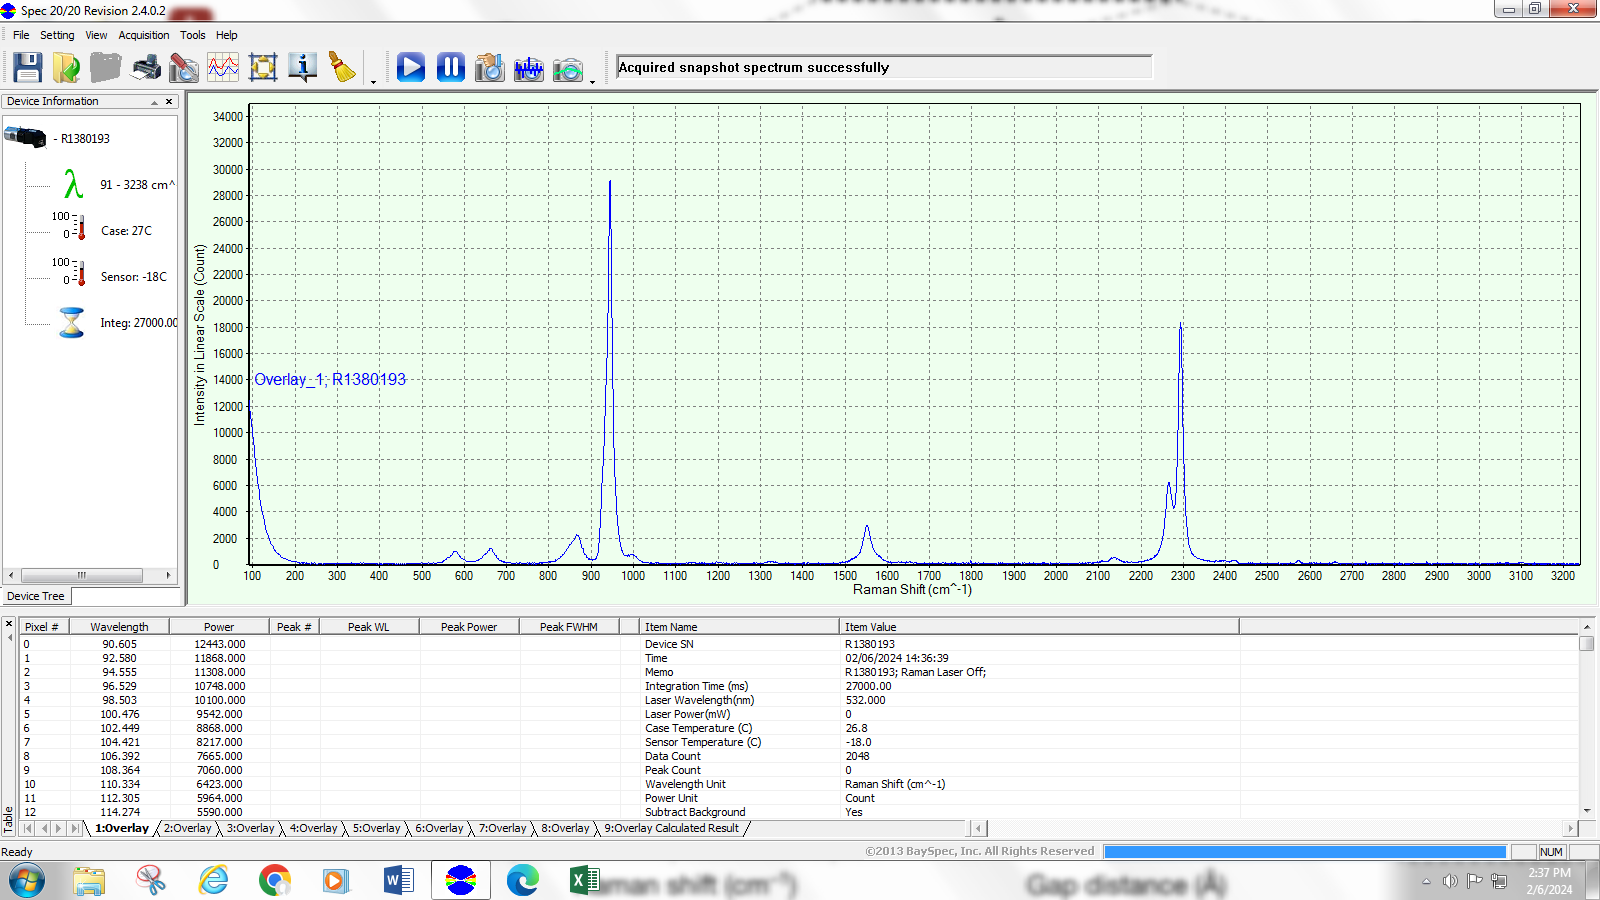 Spec 20/20 Revision 2.4.0.2
File Setting View Acquisition Tools Help
Acquired snapshot spectrum successfully
Device Information
- R1380193
91 - 3238 cm^
100
0
Case: 27C
100
0
Sensor: -18C
Integ: 27000.00
Device Tree
Intensity in Linear Scale (Count)
34000
32000
30000
28000
26000
24000
22000
20000
18000
16000
14000
12000
10000
8000
6000
4000
2000
0
Overlay_1; R1380193
100 200 300 400 500 600 700 800 900 1000 1100 1200 1300 1400 1500 1600 1700 1800 1900 2000 2100 2200 2300 2400 2500 2600 2700 2800 2900 3000 3100 3200
Raman Shift (cm^-1)
Table
Pixel # Wavelength Power Peak # Peak WL Peak Power Peak FWHM Item Name Item Value
0 90.605 12443.000 Device SN R1380193
1 92.580 11868.000 Time 02/06/2024 14:36:39
2 94.555 11308.000 Memo R1380193; Raman Laser Off;
3 96.529 10748.000 Integration Time (ms) 27000.00
4 98.503 10100.000 Laser Wavelength(nm) 532.000
5 100.476 9542.000 Laser Power(mW) 0
6 102.449 8868.000 Case Temperature (C) 26.8
7 104.421 8217.000 Sensor Temperature (C) -18.0
8 106.392 7665.000 Data Count 2048
9 108.364 7060.000 Peak Count 0
10 110.334 6423.000 Wavelength Unit Raman Shift (cm^-1)
11 112.305 5964.000 Power Unit Count
12 114.274 5590.000 Subtract Background Yes
1:Overlay 2:Overlay 3:Overlay 4:Overlay 5:Overlay 6:Overlay 7:Overlay 8:Overlay 9:Overlay Calculated Result
Ready ©2013 BaySpec, Inc. All Rights Reserved NUM
aman shift (cm⁻¹) Gap distance (Å)
2:37 PM
2/6/2024